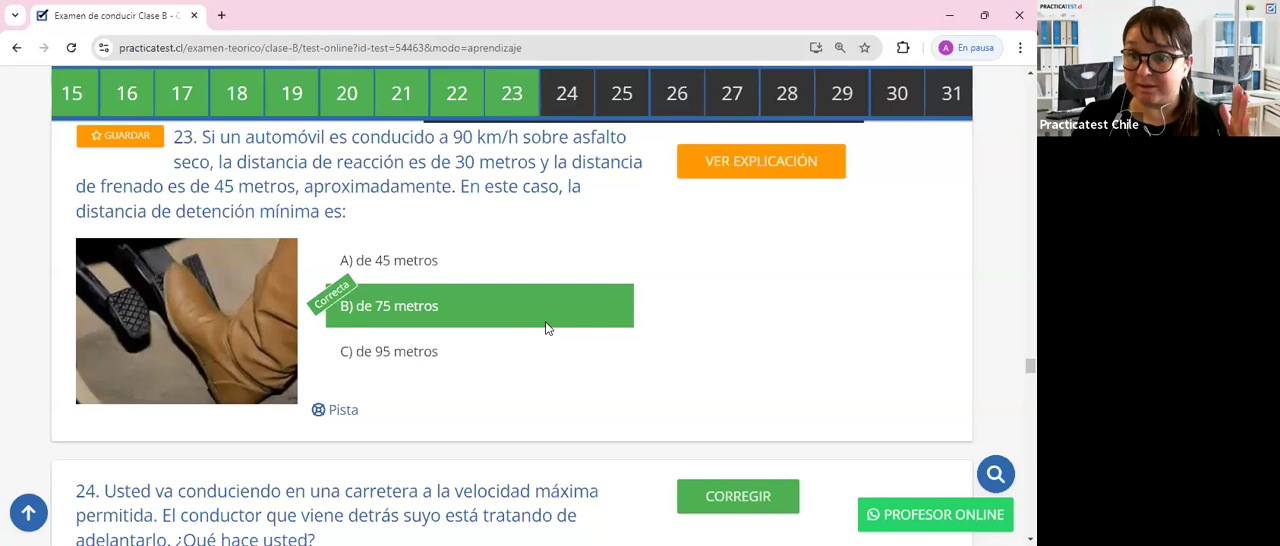 Examen de conducir Clase B - C
practicatest.cl/examen-teorico/clase-B/test-online?id-test=54463&modo=aprendizaje
A
En pausa
PRACTICATEST.cl
Practicatest Chile
15 16 17 18 19 20 21 22 23 24 25 26 27 28 29 30 31
GUARDAR
23. Si un automóvil es conducido a 90 km/h sobre asfalto
seco, la distancia de reacción es de 30 metros y la distancia
de frenado es de 45 metros, aproximadamente. En este caso, la
distancia de detención mínima es:
VER EXPLICACIÓN
A) de 45 metros
Correcta
B) de 75 metros
C) de 95 metros
Pista
24. Usted va conduciendo en una carretera a la velocidad máxima
permitida. El conductor que viene detrás suyo está tratando de
adelantarlo. ¿Qué hace usted?
CORREGIR
PROFESOR ONLINE